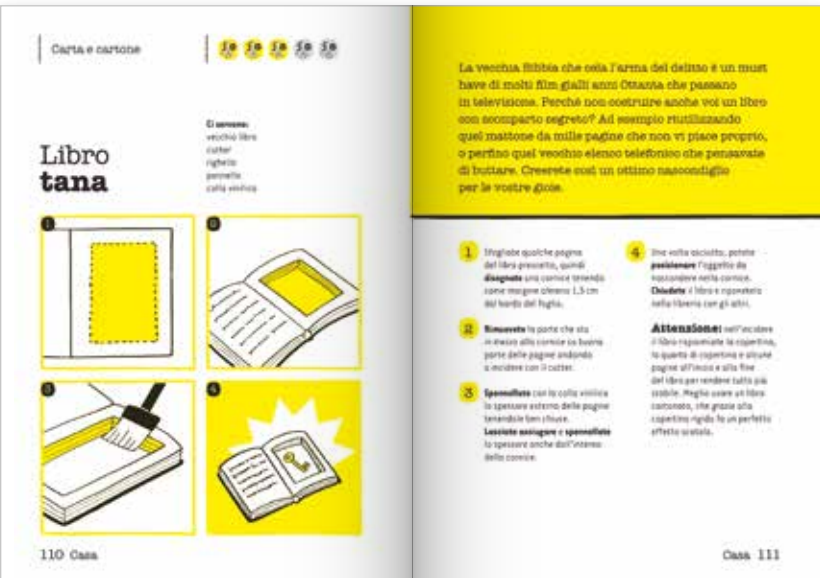 Carta e cartone
Libro
tana
Ci servono:
vecchio libro
cutter
righello
pennello
colla vinilica
1
2
3
4
110 Casa
La vecchia Bibbia che cela l'arma del delitto è un must
have di molti film gialli anni Ottanta che passano
in televisione. Perché non costruire anche voi un libro
con scomparto segreto? Ad esempio riutilizzando
quel mattone da mille pagine che non vi piace proprio,
o perfino quel vecchio elenco telefonico che pensavate
di buttare. Creerete così un ottimo nascondiglio
per le vostre gioie.
1 Sfogliate qualche pagina
del libro prescelto, quindi
disegnate una cornice tenendo
come margine almeno 1,5 cm
dal bordo del foglio.
2 Rimuovete la parte che sta
in mezzo alla cornice su buona
parte delle pagine andando
a incidere con il cutter.
3 Spennellate con la colla vinilica
lo spessore esterno delle pagine
tenendole ben chiuse.
Lasciate asciugare e spennellate
lo spessore anche dall'interno
della cornice.
4 Una volta asciutto, potete
posizionare l'oggetto da
nascondere nella cornice.
Chiudete il libro e riponetelo
nella libreria con gli altri.
Attenzione: nell'incidere
il libro risparmiate la copertina,
la quarta di copertina e alcune
pagine all'inizio e alla fine
del libro per rendere tutto più
stabile. Meglio usare un libro
cartonato, che grazie alla
copertina rigida fa un perfetto
effetto scatola.
Casa 111